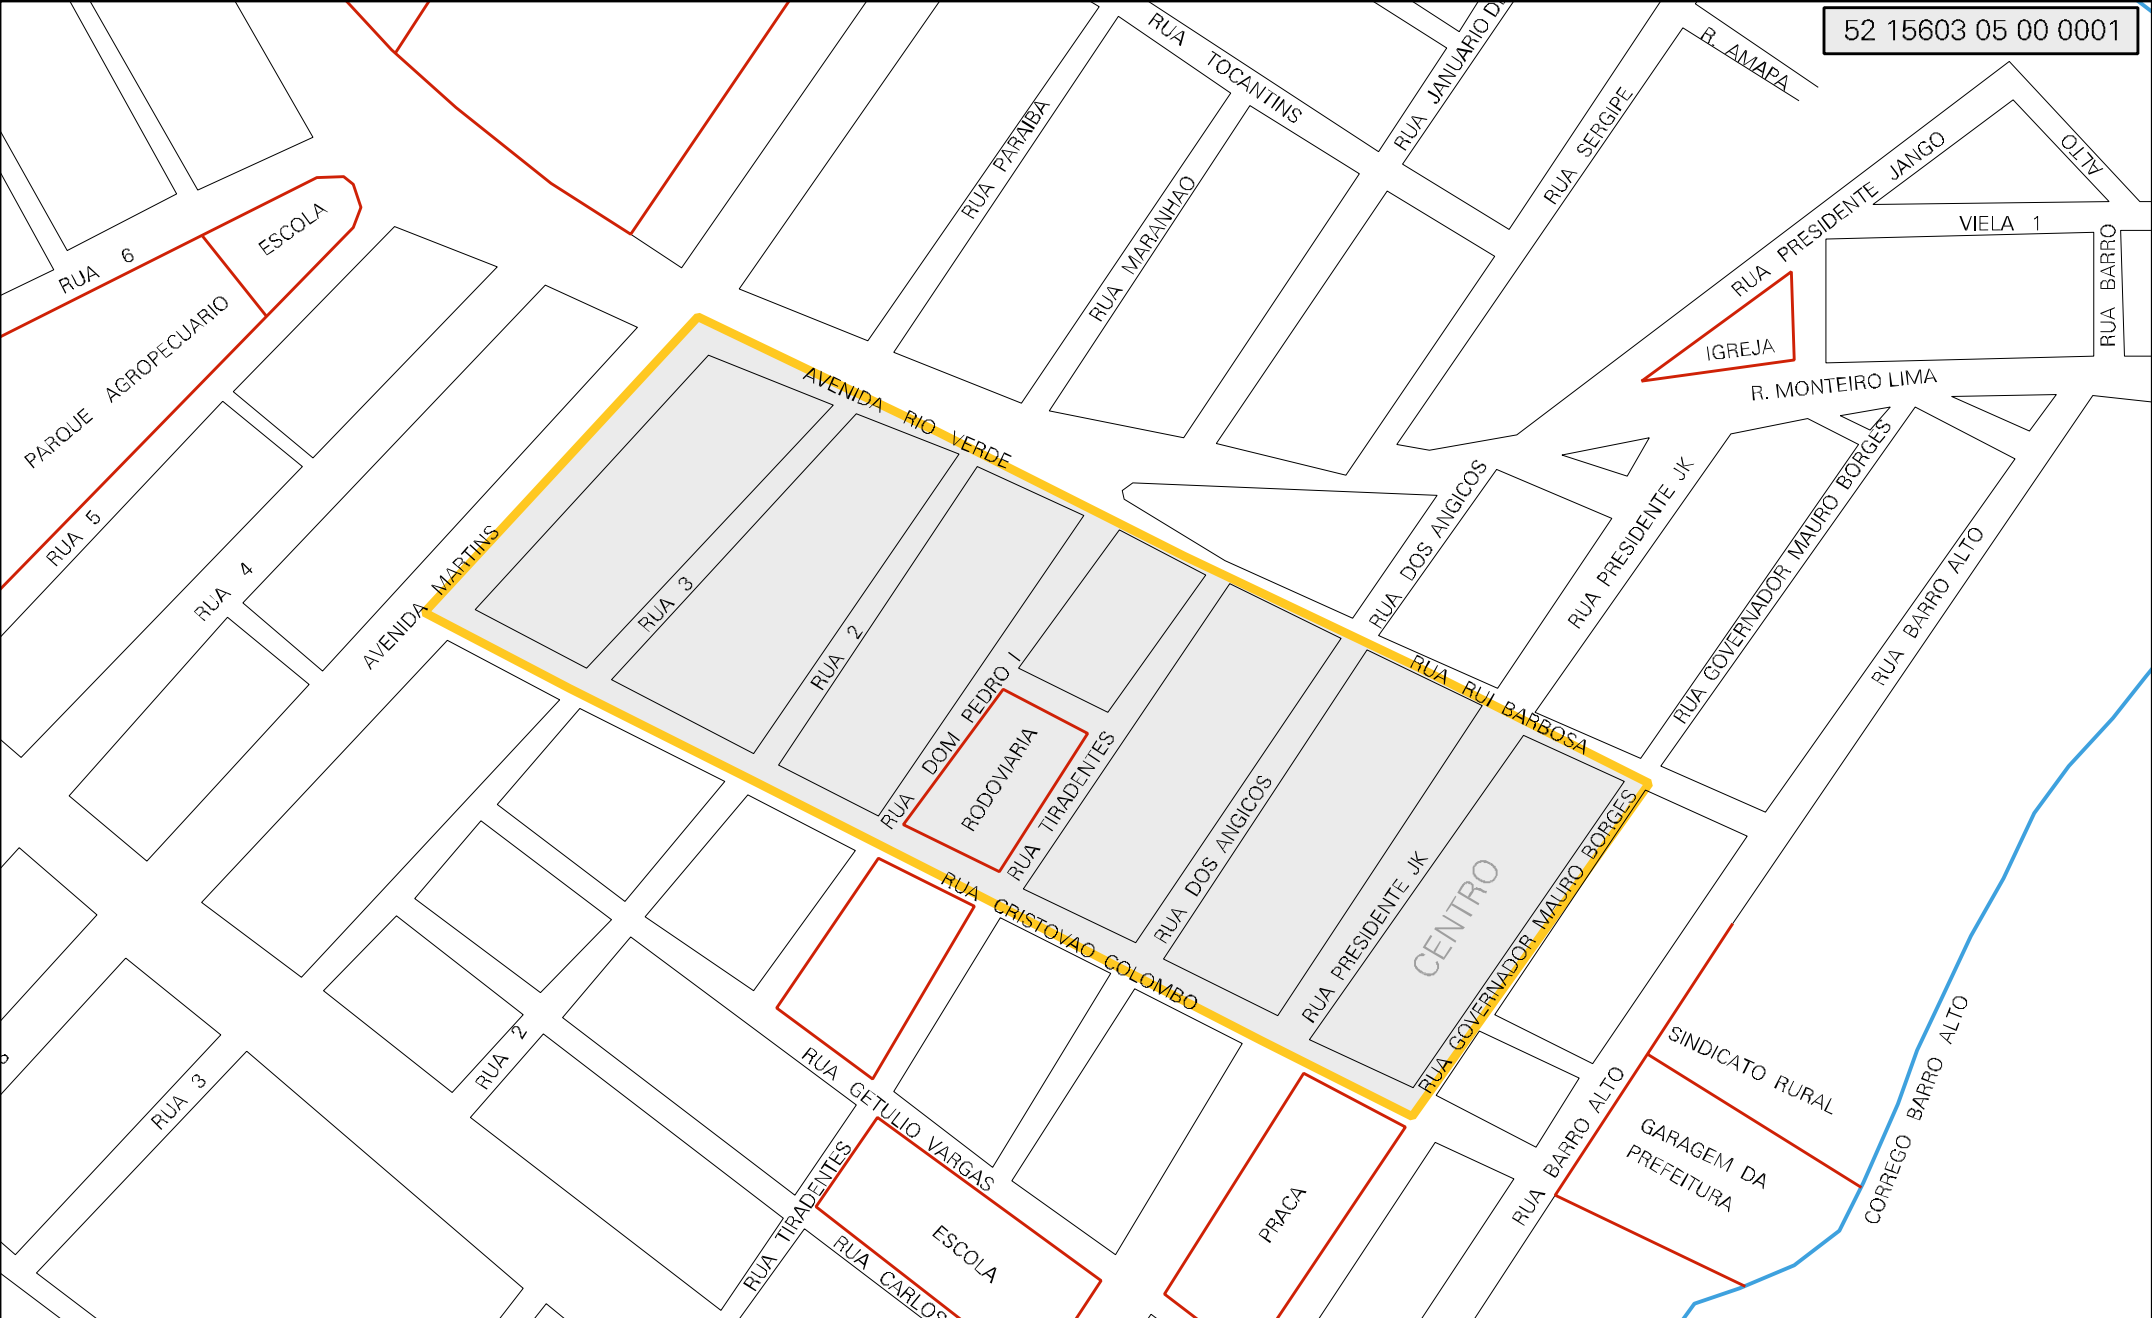 52 15603 05 00 0001
RUA TOCANTINS
RUA JANUARIO
R. AMAPA
RUA PARAIBA
RUA SERGIPE
RUA MARANHAO
RUA PRESIDENTE JANGO
ALTO
VIELA 1
RUA BARRO
ESCOLA
RUA 6
PARQUE AGROPECUARIO
IGREJA
R. MONTEIRO LIMA
AVENIDA RIO VERDE
RUA 5
RUA 4
AVENIDA MARTINS
RUA 3
RUA 2
RUA DOM PEDRO I
RODOVIARIA
RUA TIRADENTES
RUA DOS ANGICOS
RUA PRESIDENTE JK
RUA GOVERNADOR MAURO BORGES
RUA BARRO ALTO
RUA RUI BARBOSA
RUA DOS ANGICOS
RUA PRESIDENTE JK
CENTRO
RUA GOVERNADOR MAURO BORGES
RUA CRISTOVAO COLOMBO
RUA 3
RUA 2
RUA GETULIO VARGAS
RUA TIRADENTES
ESCOLA
RUA CARLOS
PRACA
RUA BARRO ALTO
SINDICATO RURAL
GARAGEM DA
PREFEITURA
CORREGO BARRO ALTO